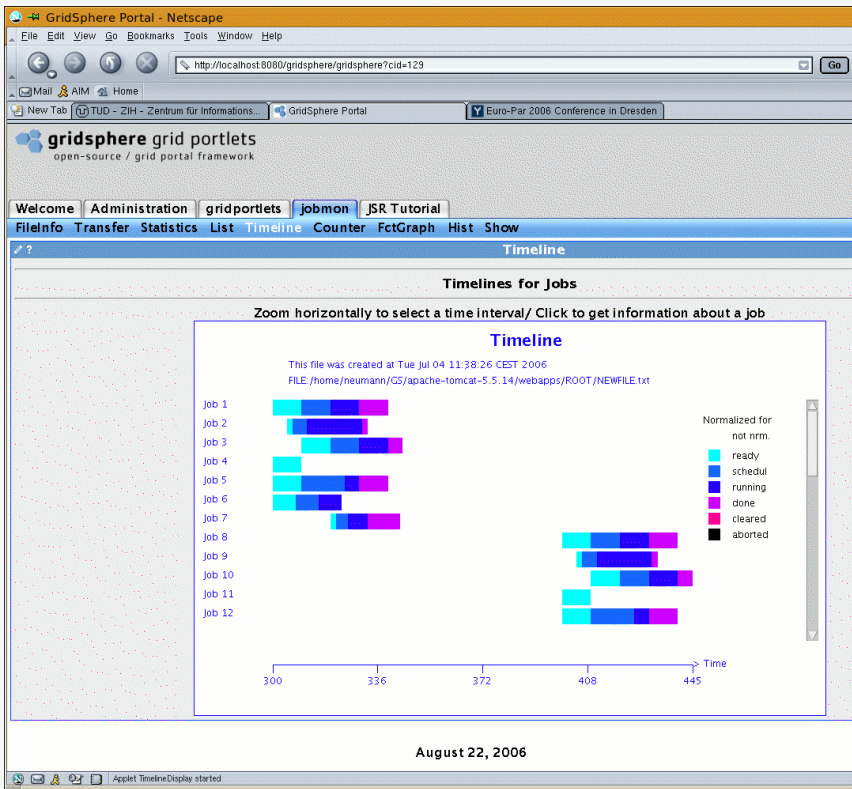 GridSphere Portal - Netscape
File Edit View Go Bookmarks Tools Window Help
http://localhost:8080/gridsphere/gridsphere?cid=129
Go
Mail AIM Home
New Tab TUD - ZIH - Zentrum für Informations... GridSphere Portal Euro-Par 2006 Conference in Dresden
gridsphere grid portlets
open-source / grid portal framework
Welcome Administration gridportlets jobmon JSR Tutorial
FileInfo Transfer Statistics List Timeline Counter FctGraph Hist Show
? Timeline
Timelines for Jobs
Zoom horizontally to select a time interval/ Click to get information about a job
Timeline
This file was created at Tue Jul 04 11:38:26 CEST 2006
FILE:/home/neumann/GS/apache-tomcat-5.5.14/webapps/ROOT/NEWFILE.txt
Job 1
Job 2
Job 3
Job 4
Job 5
Job 6
Job 7
Job 8
Job 9
Job 10
Job 11
Job 12
Normalized for
not nrm.
ready
schedul
running
done
cleared
aborted
Time
300 336 372 408 445
August 22, 2006
Applet TimelineDisplay started